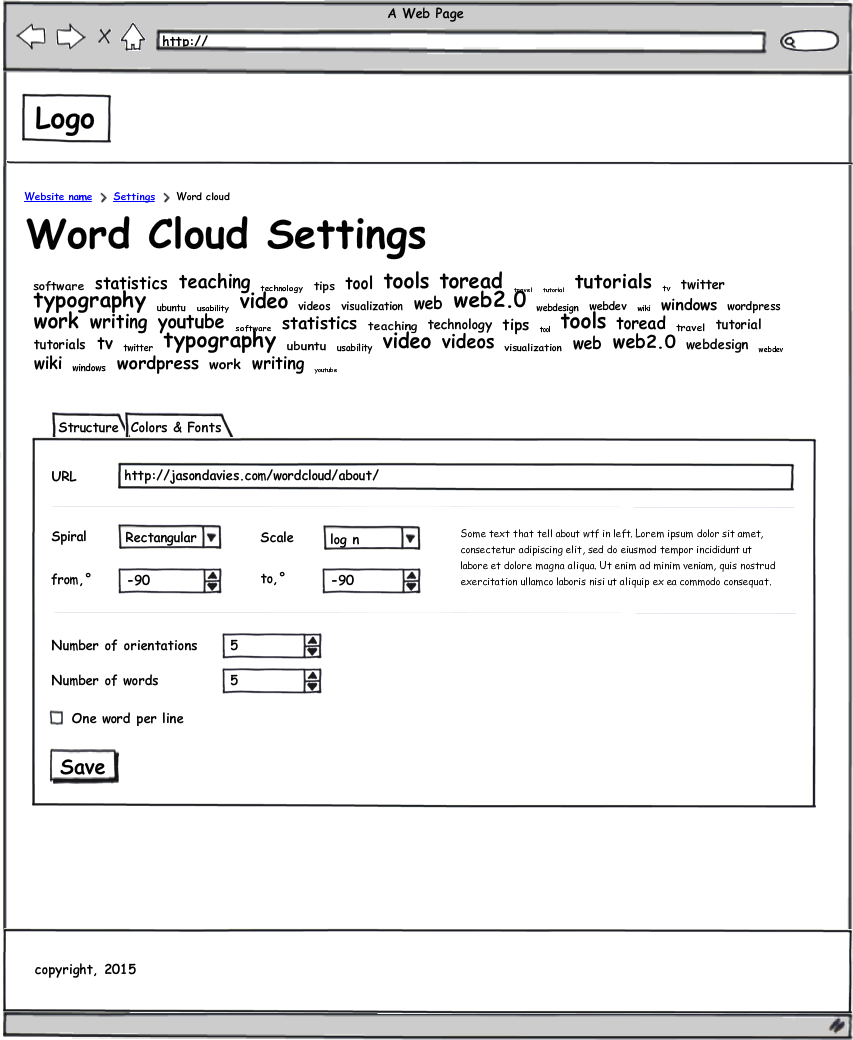 A Web Page
http://
Logo
Website name Settings Word cloud
Word Cloud Settings
software statistics teaching technology tips tool tools toread travel tutorial tutorials tv twitter
typography ubuntu usability video videos visualization web web2.0 webdesign webdev wiki windows wordpress
work writing youtube software statistics teaching technology tips tool tools toread travel tutorial
tutorials tv twitter typography ubuntu usability video videos visualization web web2.0 webdesign webdev
wiki windows wordpress work writing youtube
Structure Colors & Fonts
URL http://jasondavies.com/wordcloud/about/
Spiral Rectangular Scale log n
from,° -90 to,° -90
Some text that tell about wtf in left. Lorem ipsum dolor sit amet,
consectetur adipiscing elit, sed do eiusmod tempor incididunt ut
labore et dolore magna aliqua. Ut enim ad minim veniam, quis nostrud
exercitation ullamco laboris nisi ut aliquip ex ea commodo consequat.
Number of orientations 5
Number of words 5
One word per line
Save
copyright, 2015